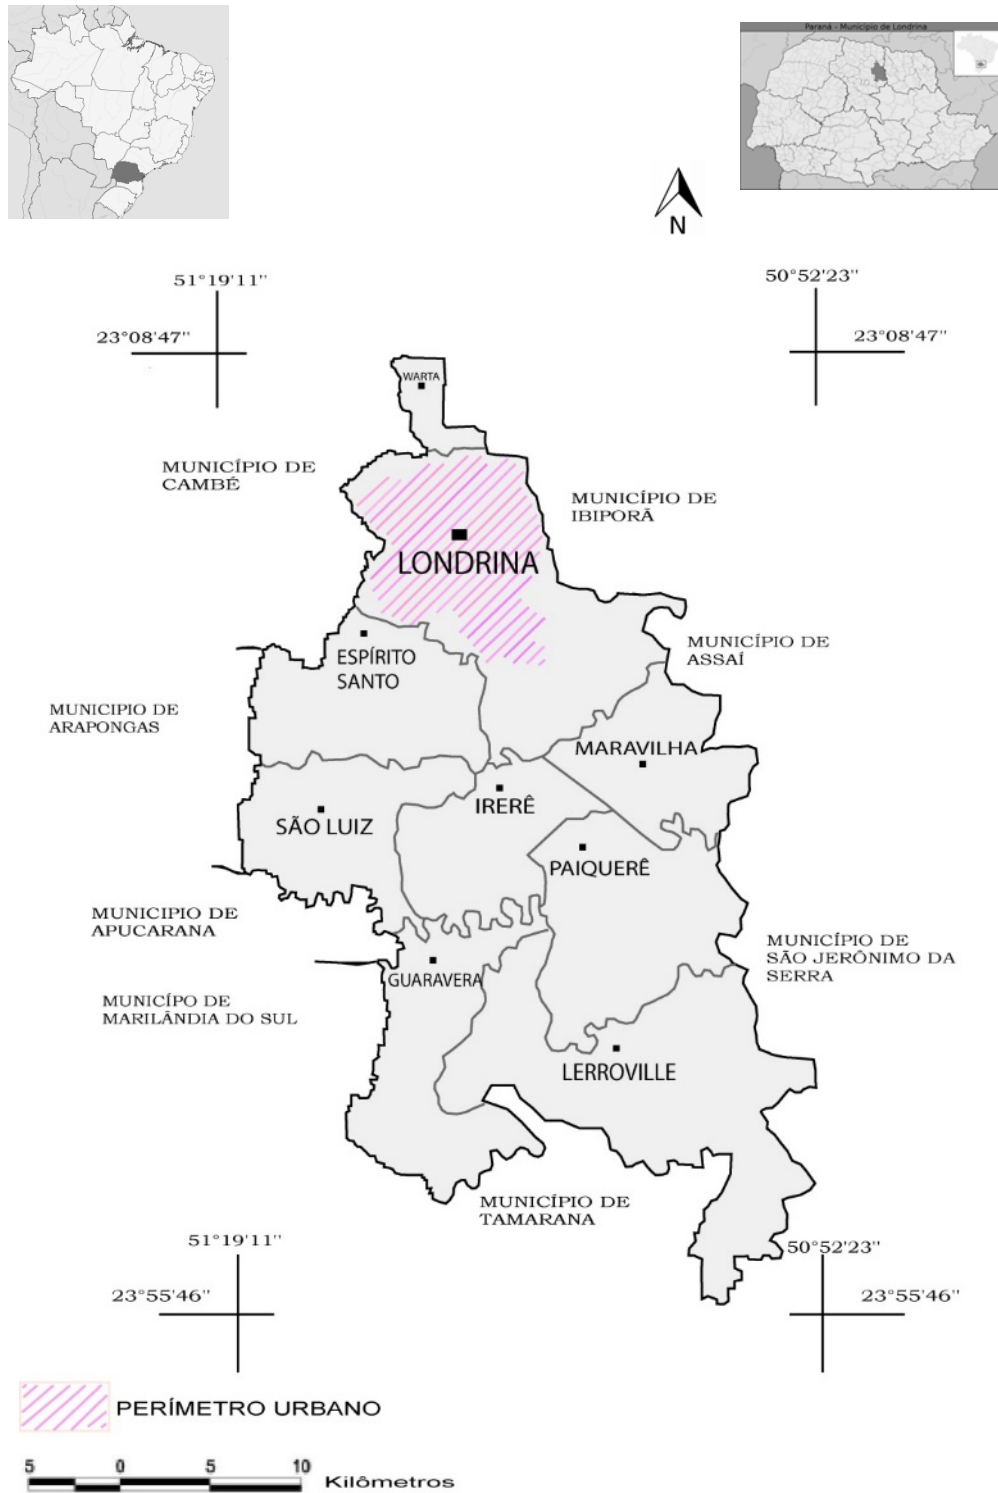 Paraná - Município de Londrina
N
51°19'11"
50°52'23"
23°08'47"
23°08'47"
WARTA
MUNICÍPIO DE
CAMBÉ
MUNICÍPIO DE
IBIPORÃ
LONDRINA
MUNICÍPIO DE
ASSAÍ
ESPÍRITO
SANTO
MUNICIPIO DE
ARAPONGAS
MARAVILHA
IRERÊ
SÃO LUIZ
PAIQUERÊ
MUNICIPIO DE
APUCARANA
MUNICÍPIO DE
SÃO JERÔNIMO DA
SERRA
GUARAVERA
MUNICÍPO DE
MARILÂNDIA DO SUL
LERROVILLE
MUNICÍPIO DE
TAMARANA
51°19'11"
50°52'23"
23°55'46"
23°55'46"
PERÍMETRO URBANO
5 0 5 10
Kilômetros